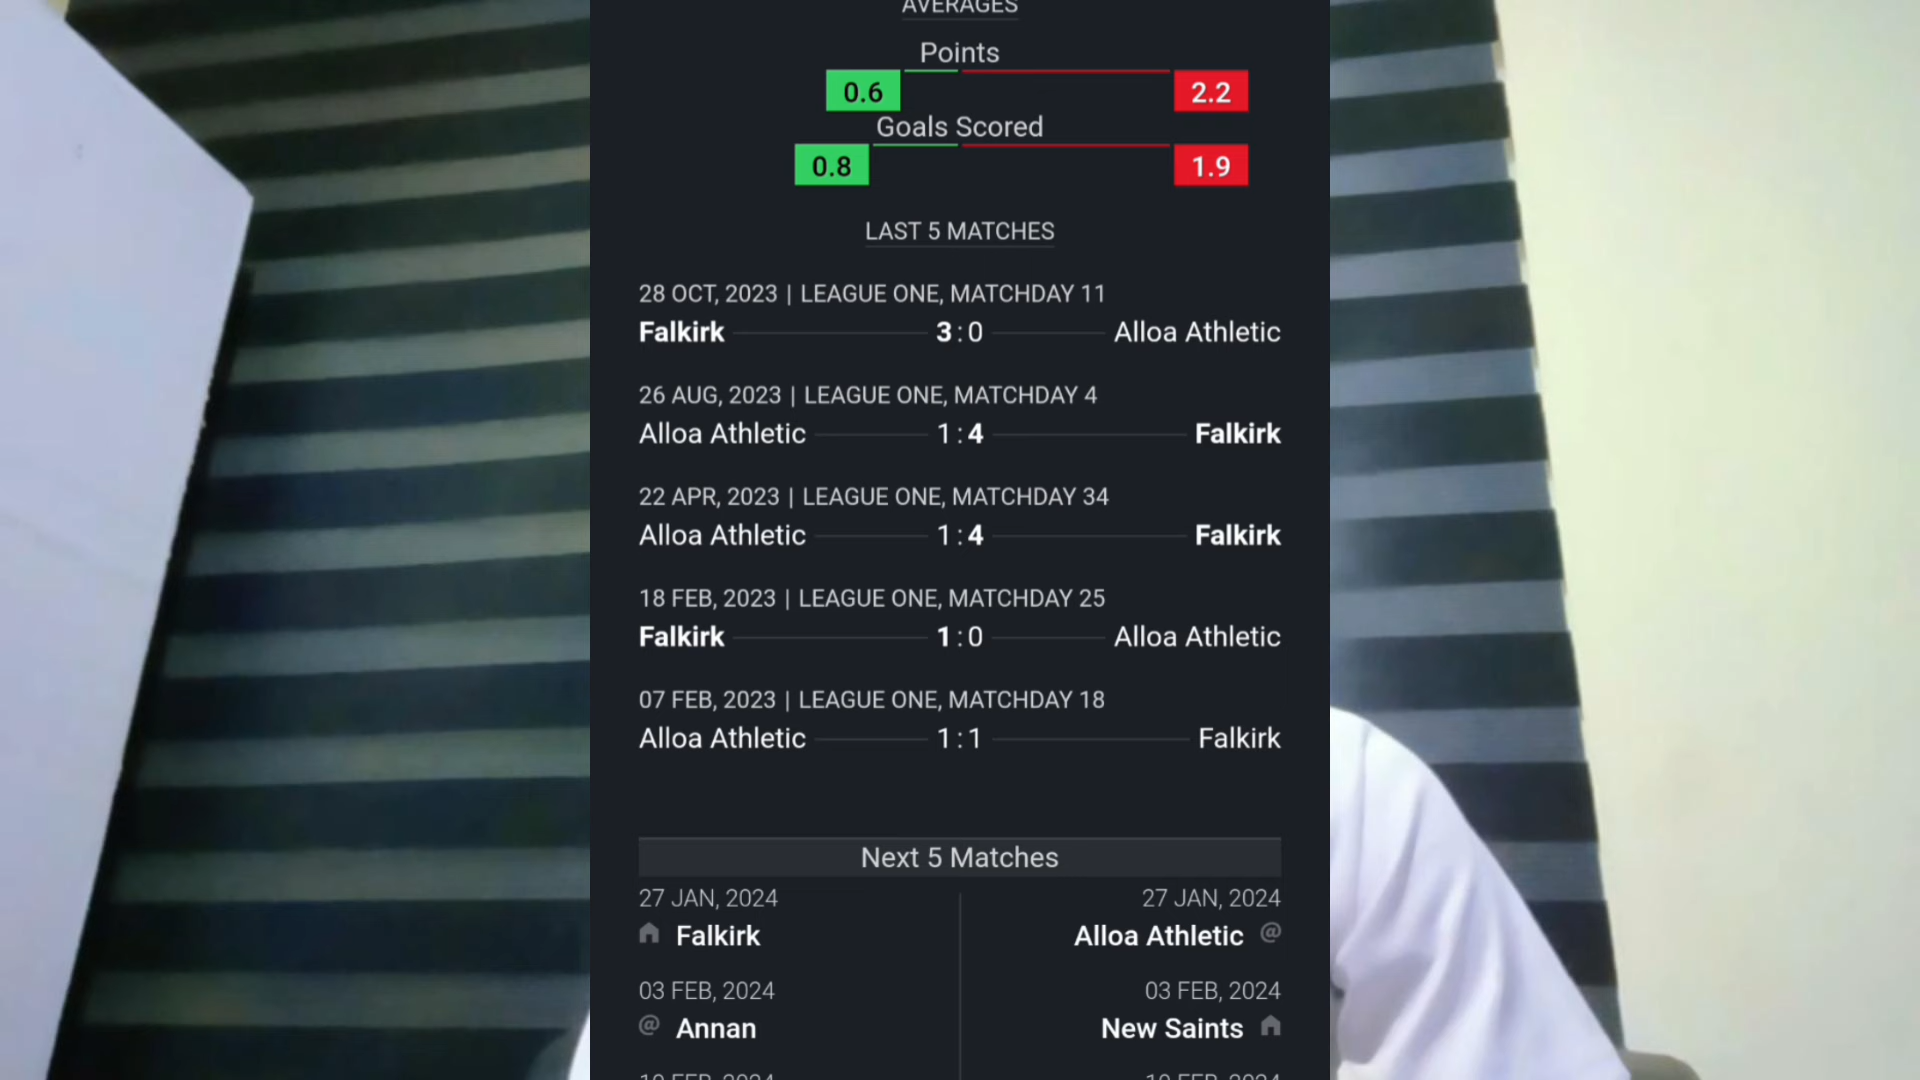 AVERAGES
Points
0.6 2.2
Goals Scored
0.8 1.9
LAST 5 MATCHES
28 OCT, 2023 | LEAGUE ONE, MATCHDAY 11
Falkirk 3:0 Alloa Athletic
26 AUG, 2023 | LEAGUE ONE, MATCHDAY 4
Alloa Athletic 1:4 Falkirk
22 APR, 2023 | LEAGUE ONE, MATCHDAY 34
Alloa Athletic 1:4 Falkirk
18 FEB, 2023 | LEAGUE ONE, MATCHDAY 25
Falkirk 1:0 Alloa Athletic
07 FEB, 2023 | LEAGUE ONE, MATCHDAY 18
Alloa Athletic 1:1 Falkirk
Next 5 Matches
27 JAN, 2024 27 JAN, 2024
Falkirk Alloa Athletic @
03 FEB, 2024 03 FEB, 2024
@ Annan New Saints